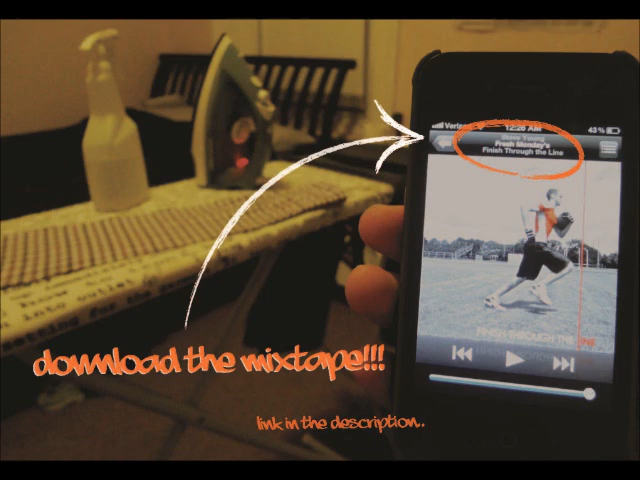 Verizon 12:26 AM 43%
Steve Young
Fresh Monday's
Finish Through the Line
FINISH THROUGH THE LINE
download the mixtape!!!
link in the description..